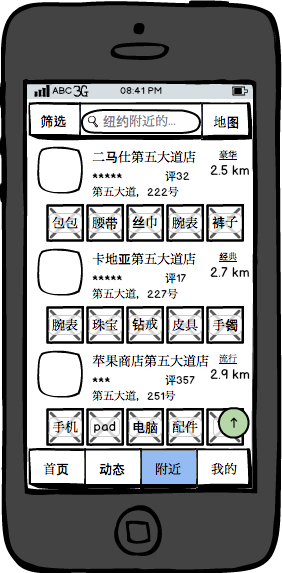 ABC 3G 08:41 PM
筛选 纽约附近的... 地图
二马仕第五大道店 豪华
***** 评32 2.5 km
第五大道，222号
包包 腰带 丝巾 腕表 裤子
卡地亚第五大道店 经典
***** 评17 2.7 km
第五大道，227号
腕表 珠宝 钻戒 皮具 手镯
苹果商店第五大道店 流行
*** 评357 2.9 km
第五大道，251号
手机 pad 电脑 配件
首页 动态 附近 我的